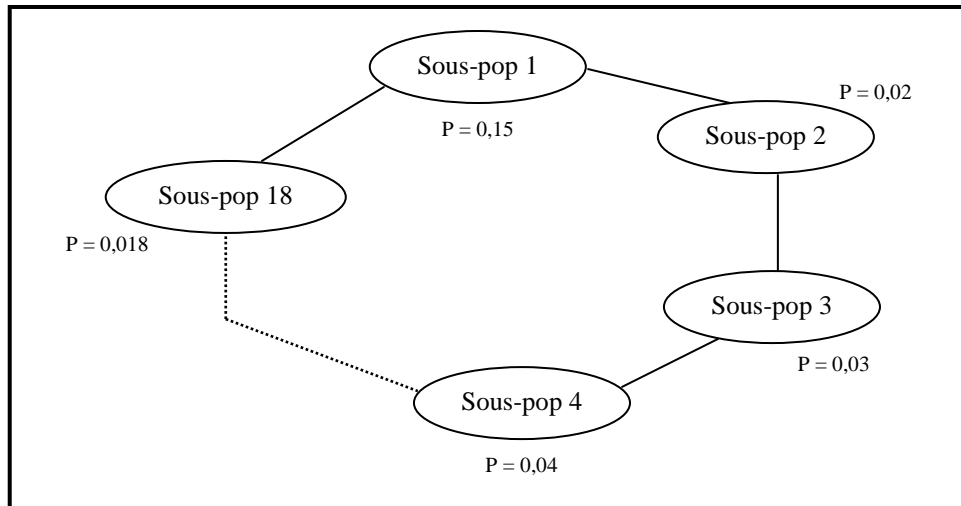 Sous-pop 1
P = 0,15
P = 0,02
Sous-pop 2
Sous-pop 18
P = 0,018
Sous-pop 3
P = 0,03
Sous-pop 4
P = 0,04